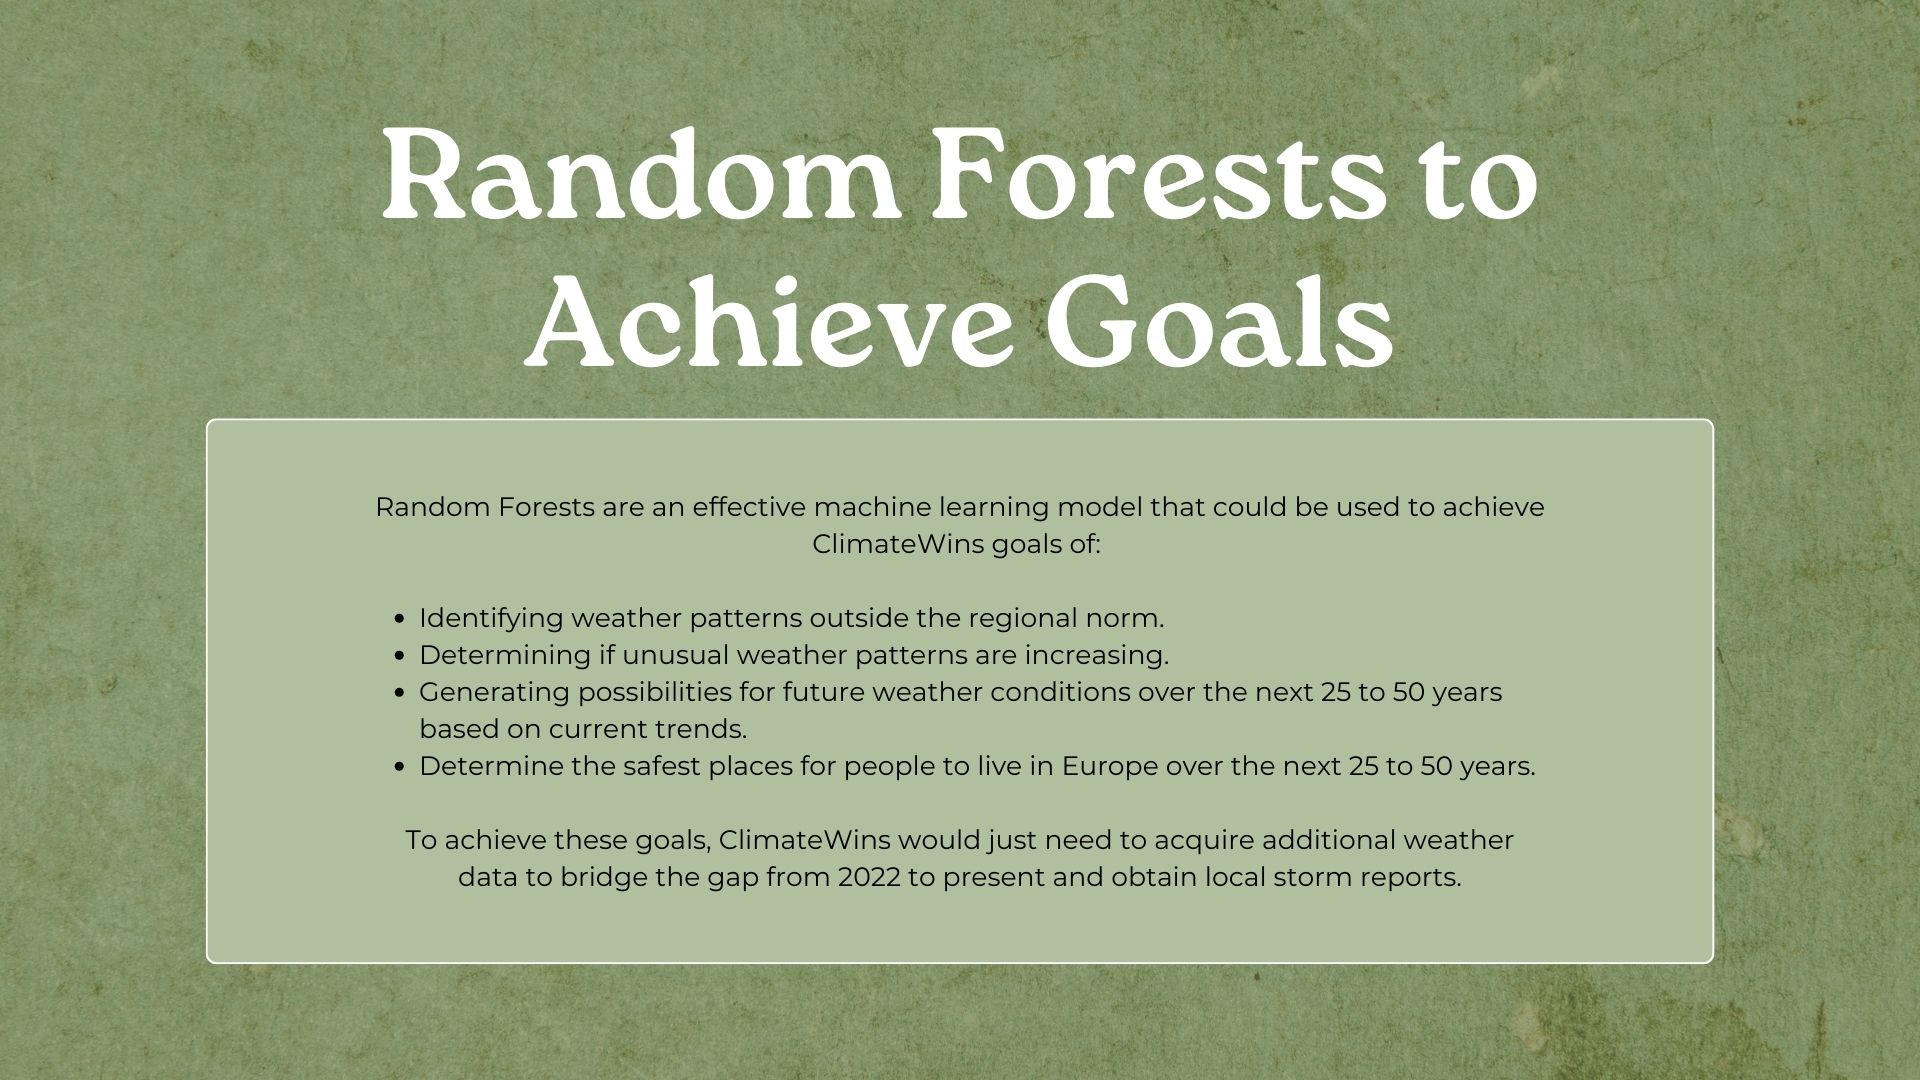 Random Forests to
Achieve Goals
Random Forests are an effective machine learning model that could be used to achieve
ClimateWins goals of:
• Identifying weather patterns outside the regional norm.
• Determining if unusual weather patterns are increasing.
• Generating possibilities for future weather conditions over the next 25 to 50 years
based on current trends.
• Determine the safest places for people to live in Europe over the next 25 to 50 years.
To achieve these goals, ClimateWins would just need to acquire additional weather
data to bridge the gap from 2022 to present and obtain local storm reports.